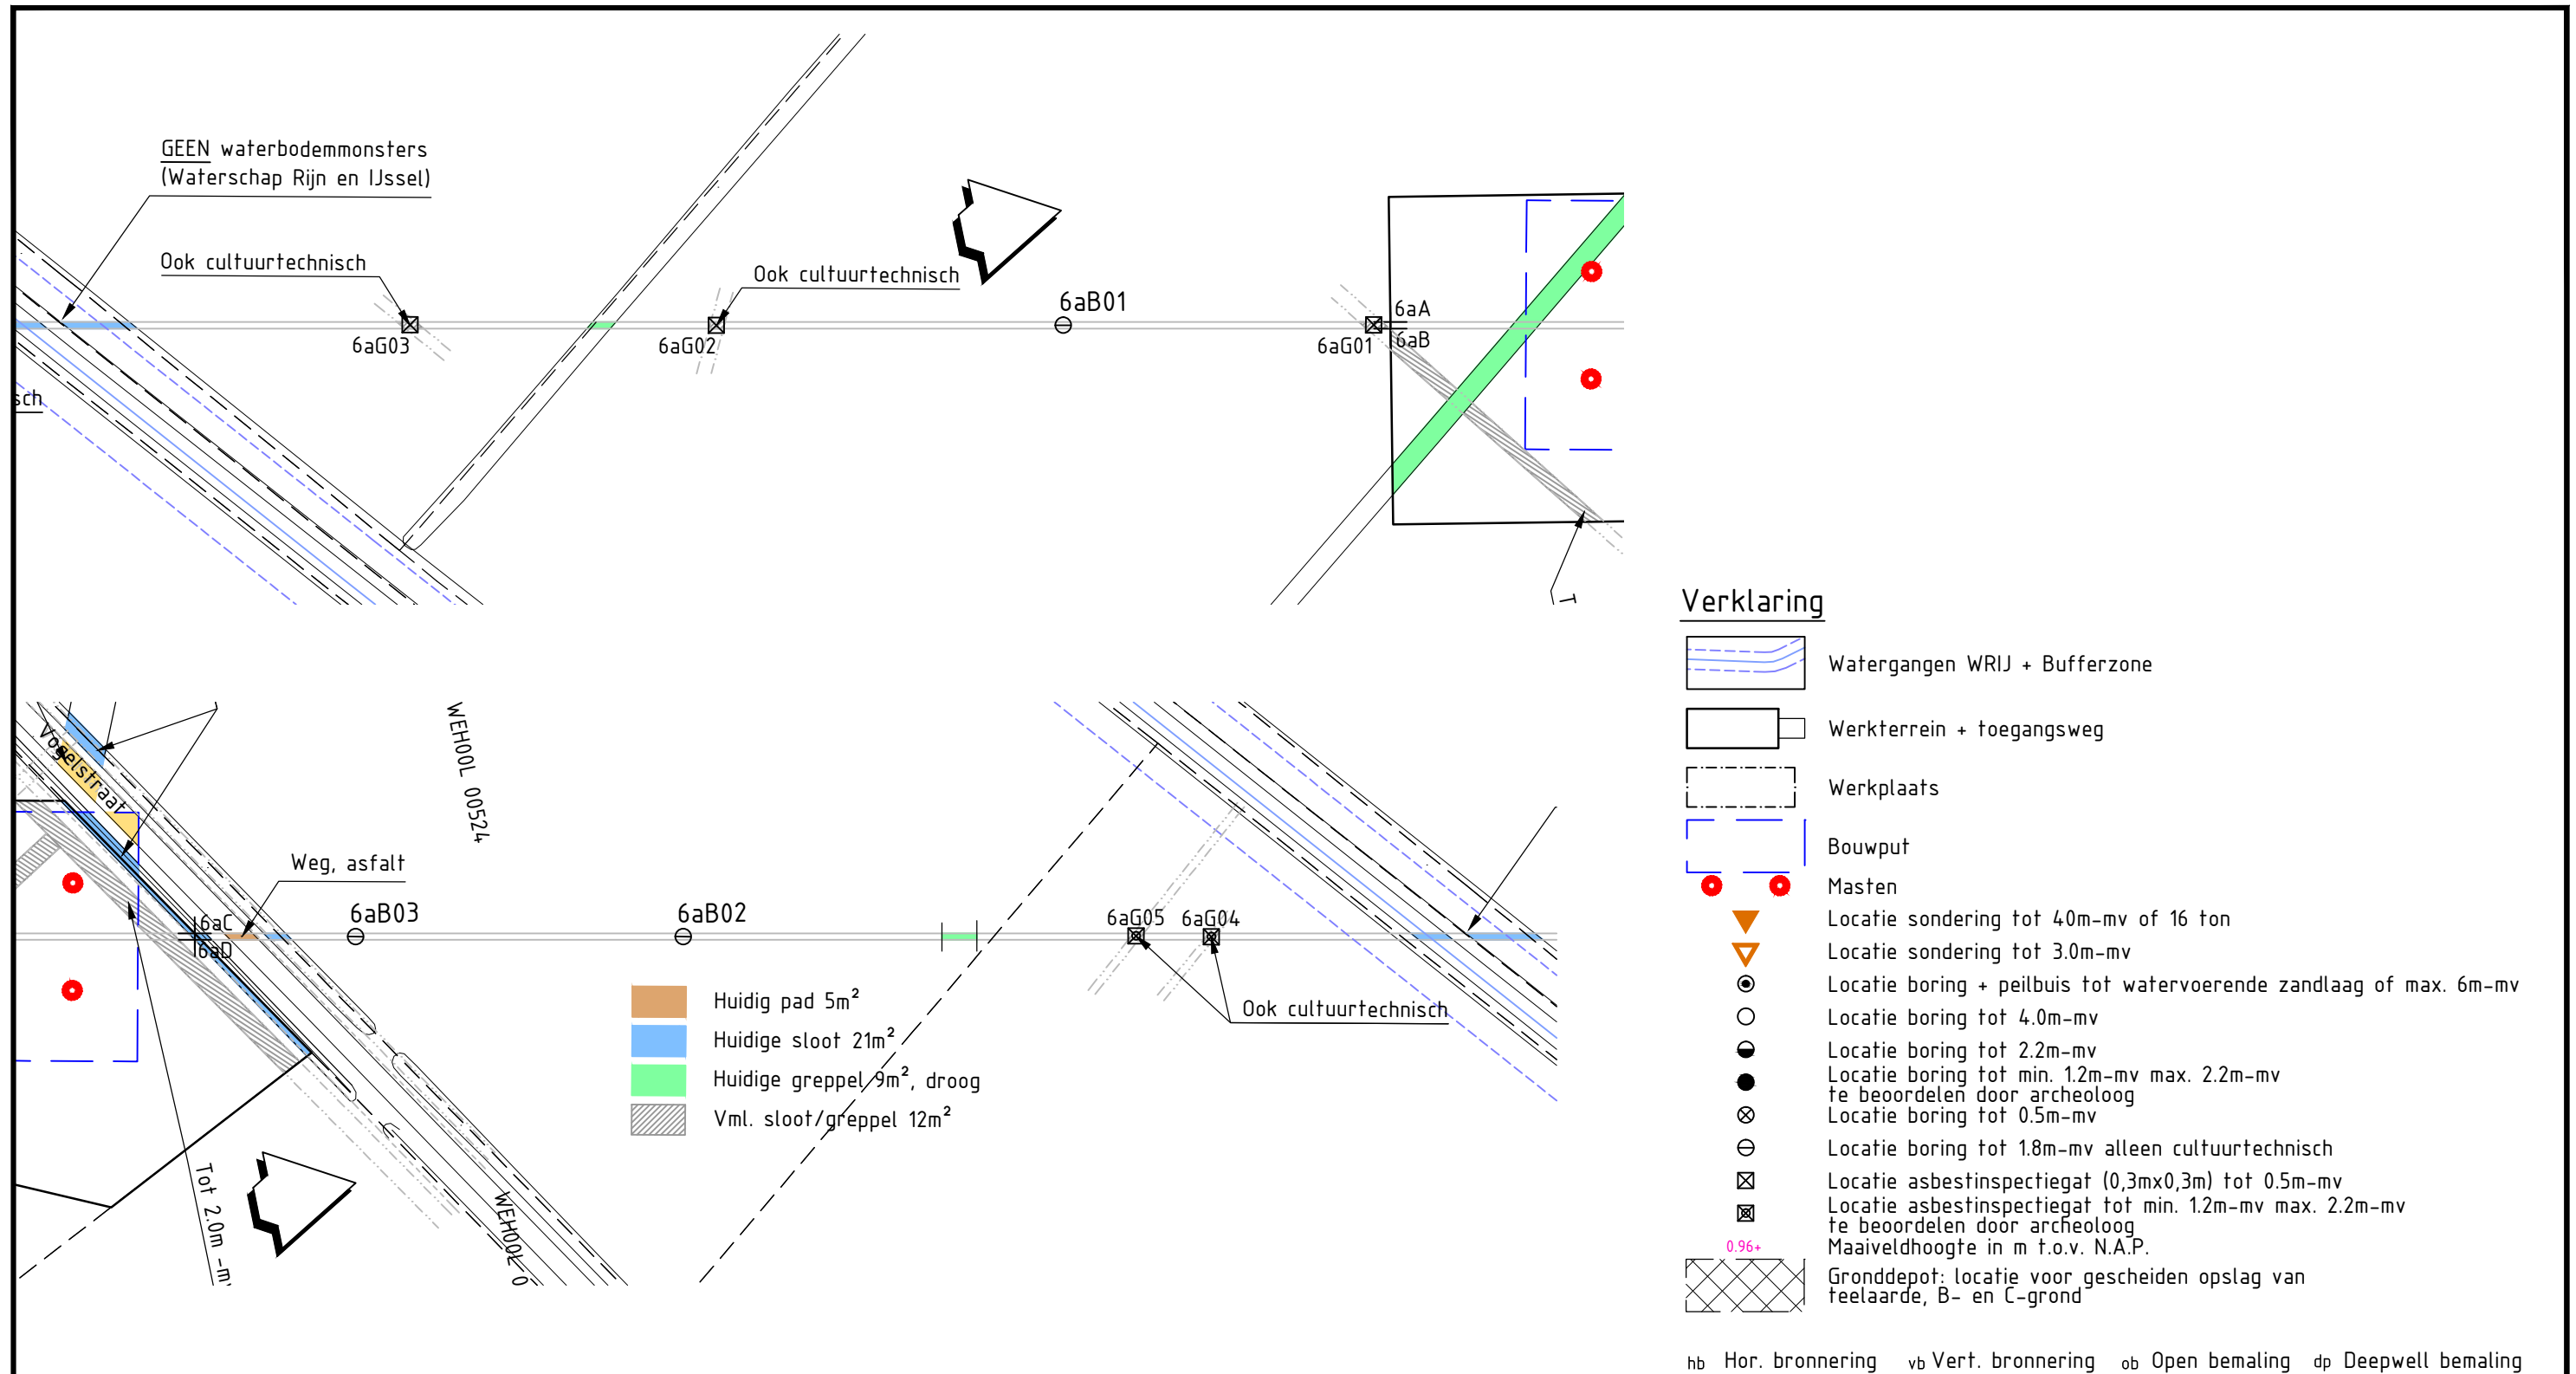 GEEN waterbodemmonsters
(Waterschap Rijn en IJssel)
Ook cultuurtechnisch
Ook cultuurtechnisch
6aB01
6aA
6aB
6aG03
6aG02
6aG01
sch
T
Vogelstraat
WEH00L 00524
Weg, asfalt
6aC
6aD
6aB03
6aB02
6aG05
6aG04
Ook cultuurtechnisch
Huidig pad 5m²
Huidige sloot 21m²
Huidige greppel 9m², droog
Vml. sloot/greppel 12m²
Tot 2.0m -m
WEH00L 0
Verklaring
Watergangen WRIJ + Bufferzone
Werkterrein + toegangsweg
Werkplaats
Bouwput
Masten
Locatie sondering tot 40m-mv of 16 ton
Locatie sondering tot 3.0m-mv
Locatie boring + peilbuis tot watervoerende zandlaag of max. 6m-mv
Locatie boring tot 4.0m-mv
Locatie boring tot 2.2m-mv
Locatie boring tot min. 1.2m-mv max. 2.2m-mv
te beoordelen door archeoloog
Locatie boring tot 0.5m-mv
Locatie boring tot 1.8m-mv alleen cultuurtechnisch
Locatie asbestinspectiegat (0,3mx0,3m) tot 0.5m-mv
Locatie asbestinspectiegat tot min. 1.2m-mv max. 2.2m-mv
te beoordelen door archeoloog
0.96+ Maaiveldhoogte in m t.o.v. N.A.P.
Gronddepot: locatie voor gescheiden opslag van
teelaarde, B- en C-grond
hb Hor. bronnering vb Vert. bronnering ob Open bemaling dp Deepwell bemaling